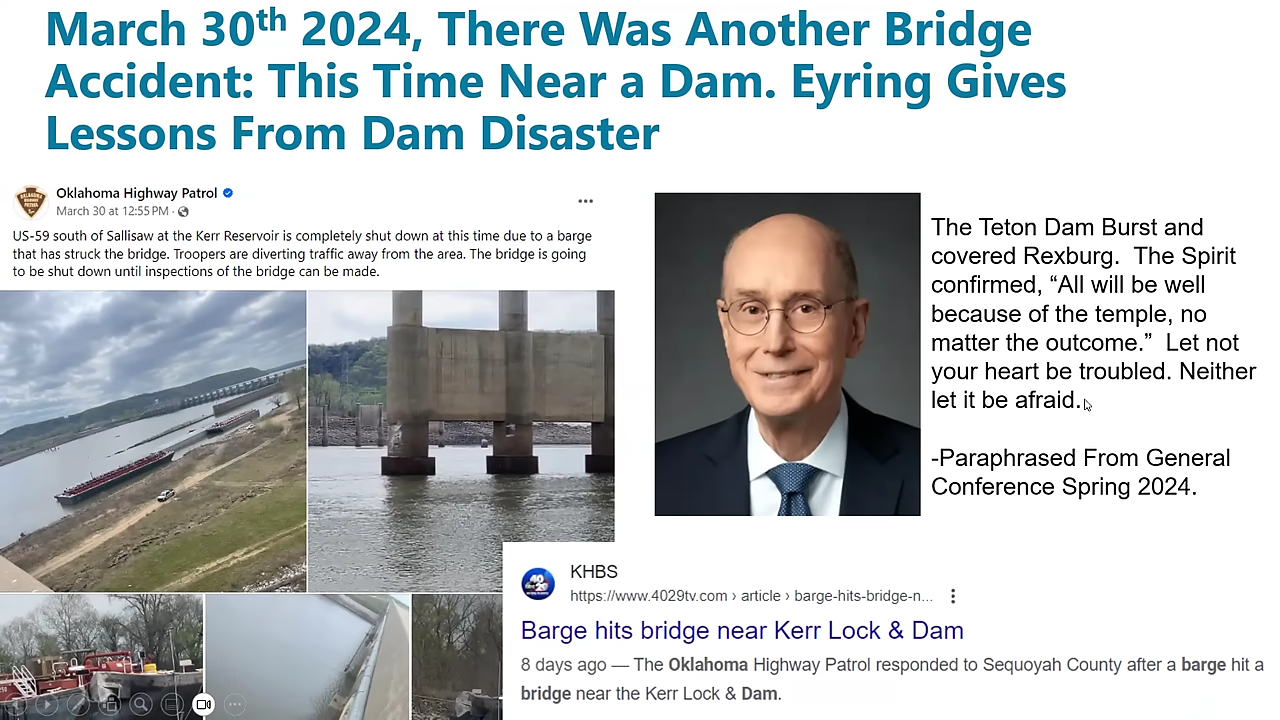 March 30th 2024, There Was Another Bridge
Accident: This Time Near a Dam. Eyring Gives
Lessons From Dam Disaster
Oklahoma Highway Patrol
March 30 at 12:55 PM ·
US-59 south of Sallisaw at the Kerr Reservoir is completely shut down at this time due to a barge
that has struck the bridge. Troopers are diverting traffic away from the area. The bridge is going
to be shut down until inspections of the bridge can be made.
The Teton Dam Burst and
covered Rexburg. The Spirit
confirmed, “All will be well
because of the temple, no
matter the outcome.” Let not
your heart be troubled. Neither
let it be afraid.
-Paraphrased From General
Conference Spring 2024.
KHBS
https://www.4029tv.com › article › barge-hits-bridge-n...
Barge hits bridge near Kerr Lock & Dam
8 days ago — The Oklahoma Highway Patrol responded to Sequoyah County after a barge hit a
bridge near the Kerr Lock & Dam.